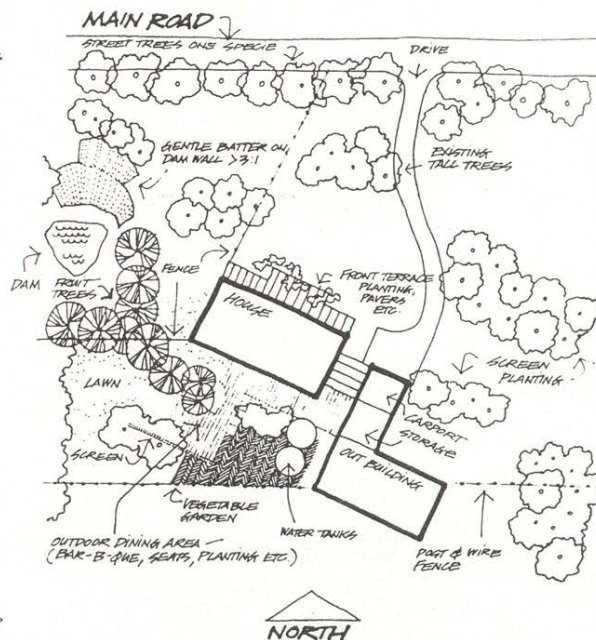 MAIN ROAD
STREET TREES ONE SPECIE
DRIVE
GENTLE BATTER ON
DAM WALL >3:1
EXISTING
TALL TREES
DAM
FRUIT
TREES
FENCE
FRONT TERRACE
PLANTING,
PAVERS
ETC.
HOUSE
SCREEN
PLANTING
LAWN
CARPORT
STORAGE
SCREEN
OUT BUILDING
VEGETABLE
GARDEN
WATER TANKS
OUTDOOR DINING AREA
(BAR-B-QUE, SEATS, PLANTING ETC)
POST & WIRE
FENCE
NORTH